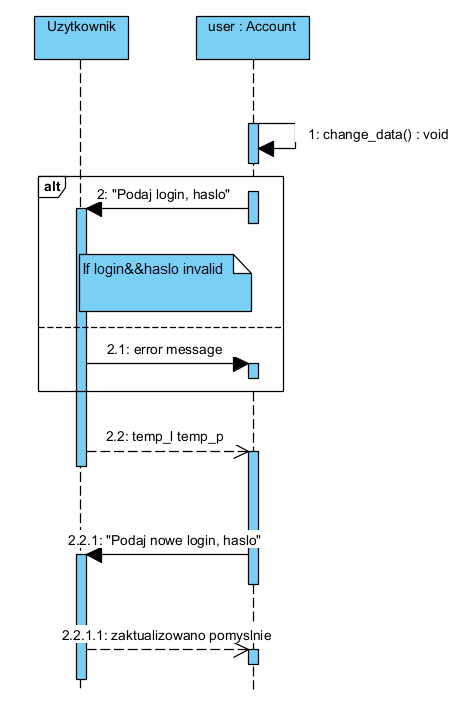 Uzytkownik
user : Account
1: change_data() : void
alt
2: "Podaj login, haslo"
If login&&haslo invalid
2.1: error message
2.2: temp_l temp_p
2.2.1: "Podaj nowe login, haslo"
2.2.1.1: zaktualizowano pomyslnie